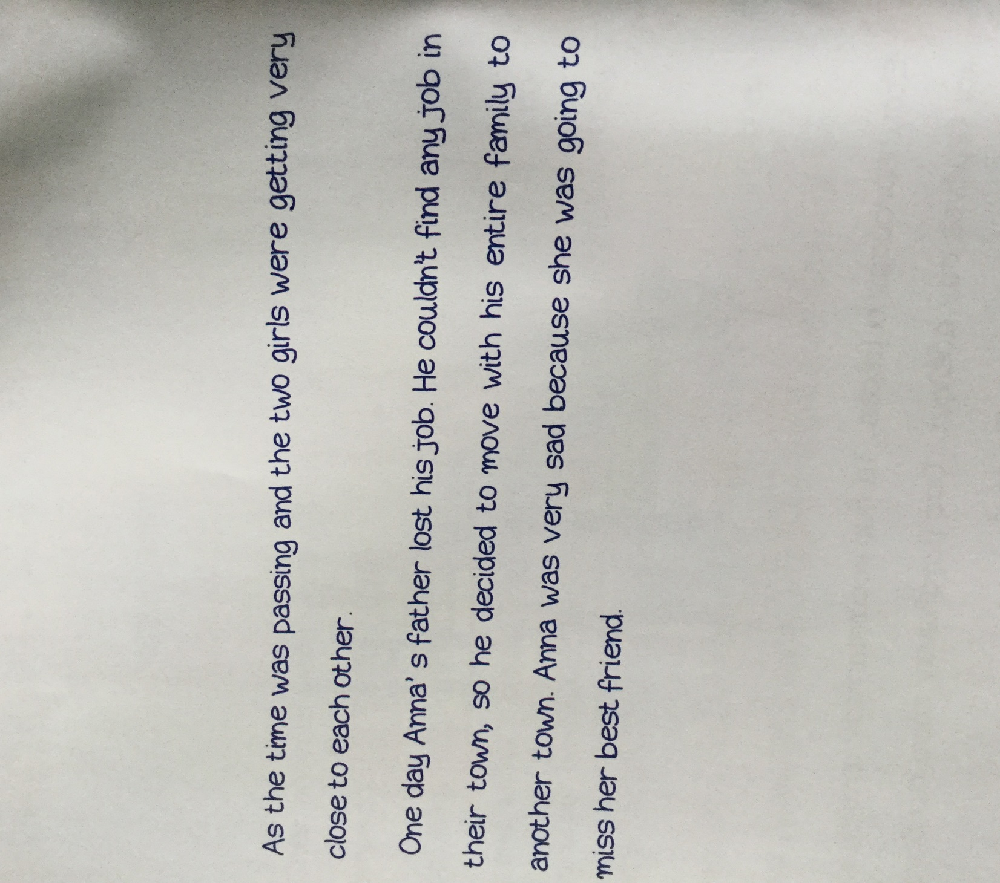 As the time was passing and the two girls were getting very
close to each other.
One day Anna's father lost his job. He couldn't find any job in
their town, so he decided to move with his entire family to
another town. Anna was very sad because she was going to
miss her best friend.